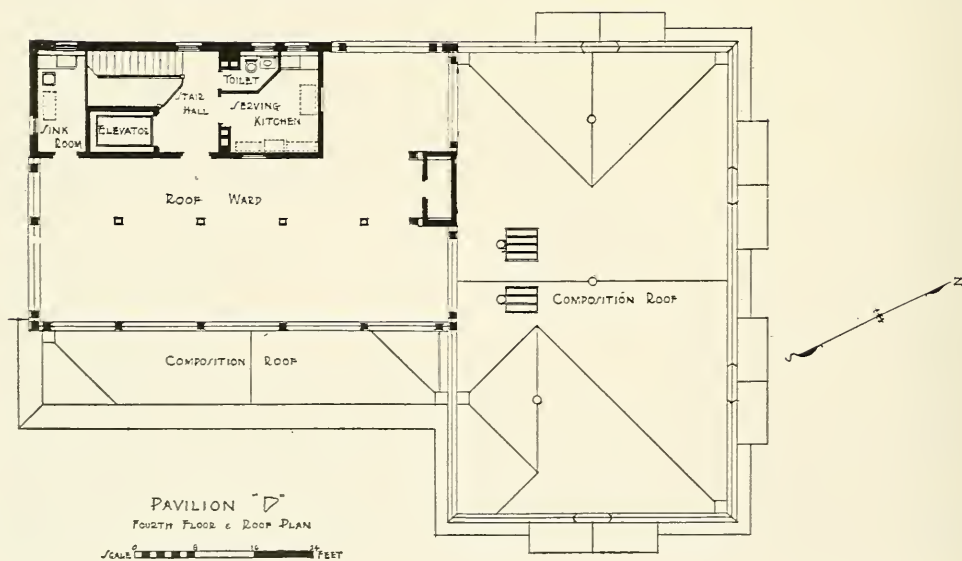 SINK
ROOM
ELEVATOR
STAIR
HALL
TOILET
SERVING
KITCHEN
ROOF WARD
COMPOSITION ROOF
COMPOSITION ROOF
N
S
PAVILION "D"
FOURTH FLOOR & ROOF PLAN
SCALE 0 8 16 24 FEET